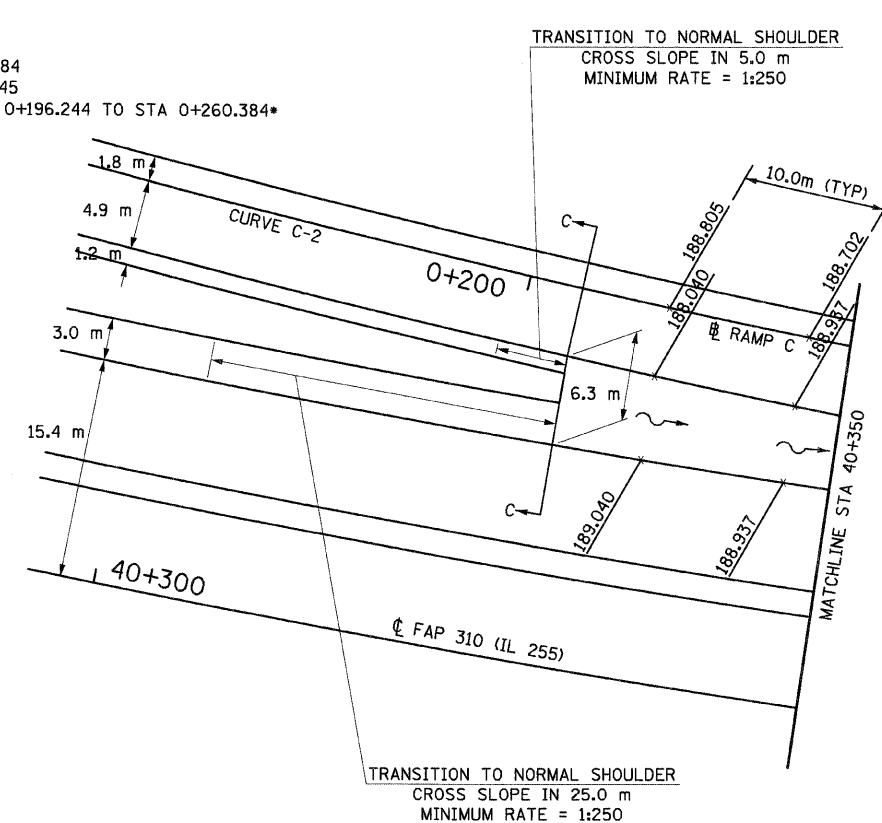 TRANSITION TO NORMAL SHOULDER
CROSS SLOPE IN 5.0 m
MINIMUM RATE = 1:250
84
45
0+196.244 TO STA 0+260.384*
1.8 m
4.9 m
CURVE C-2
1.2 m
3.0 m
15.4 m
0+200
C
10.0m (TYP)
188.805
188.040
188.702
188.937
℄ RAMP C
6.3 m
C
189.040
188.937
MATCHLINE STA 40+350
40+300
℄ FAP 310 (IL 255)
TRANSITION TO NORMAL SHOULDER
CROSS SLOPE IN 25.0 m
MINIMUM RATE = 1:250